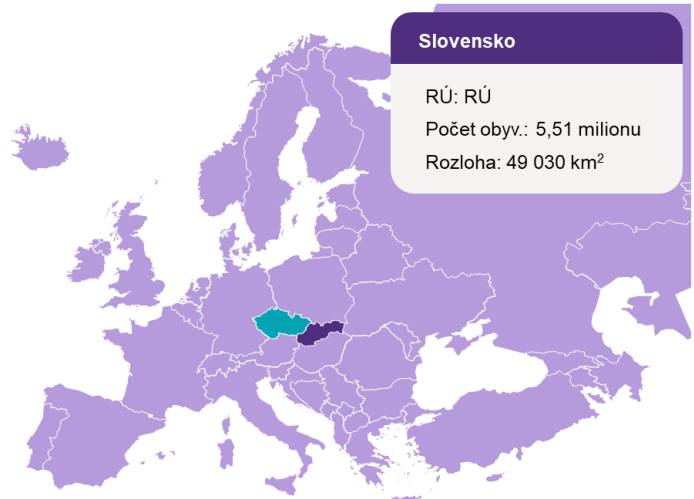 Slovensko
RÚ: RÚ
Počet obyv.: 5,51 milionu
Rozloha: 49 030 km²